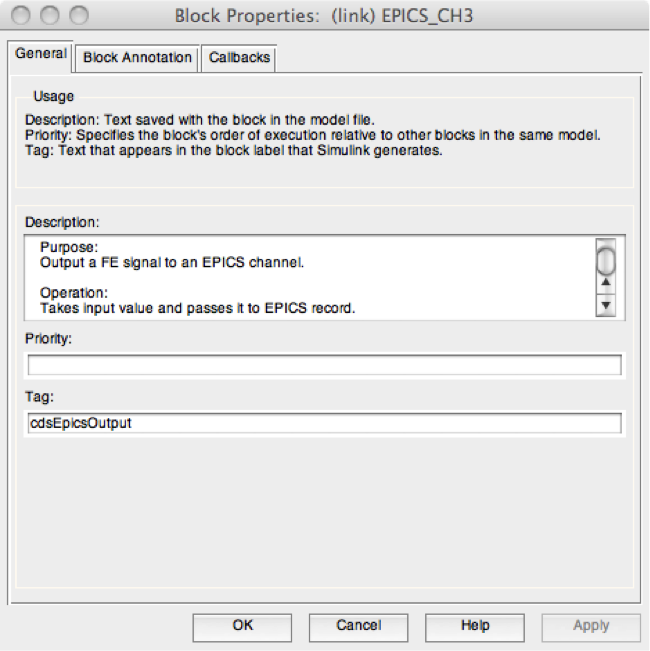 Block Properties: (link) EPICS_CH3
General
Block Annotation
Callbacks
Usage
Description: Text saved with the block in the model file.
Priority: Specifies the block's order of execution relative to other blocks in the same model.
Tag: Text that appears in the block label that Simulink generates.
Description:
Purpose:
Output a FE signal to an EPICS channel.
Operation:
Takes input value and passes it to EPICS record.
Priority:
Tag:
cdsEpicsOutput
OK
Cancel
Help
Apply